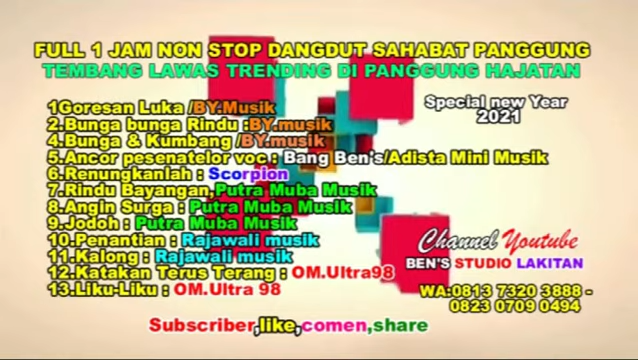 FULL 1 JAM NON STOP DANGDUT SAHABAT PANGGUNG
TEMBANG LAWAS TRENDING DI PANGGUNG HAJATAN
Special new Year
2021
1Goresan Luka /BY.Musik
2.Bunga bunga Rindu :BY.musik
4.Bunga & Kumbang /BY.musik
5.Ancor pesenatelor voc : Bang Ben's/Adista Mini Musik
6.Renungkanlah : Scorpion
7.Rindu Bayangan,Putra Muba Musik
8.Angin Surga : Putra Muba Musik
9.Jodoh : Putra Muba Musik
10.Penantian : Rajawali musik
11.Kalong : Rajawali musik
12.Katakan Terus Terang : OM.Ultra98
13.Liku-Liku : OM.Ultra 98
Channel Youtube
BEN'S STUDIO LAKITAN
WA:0813 7320 3888 -
0823 0709 0494
Subscriber,like,comen,share